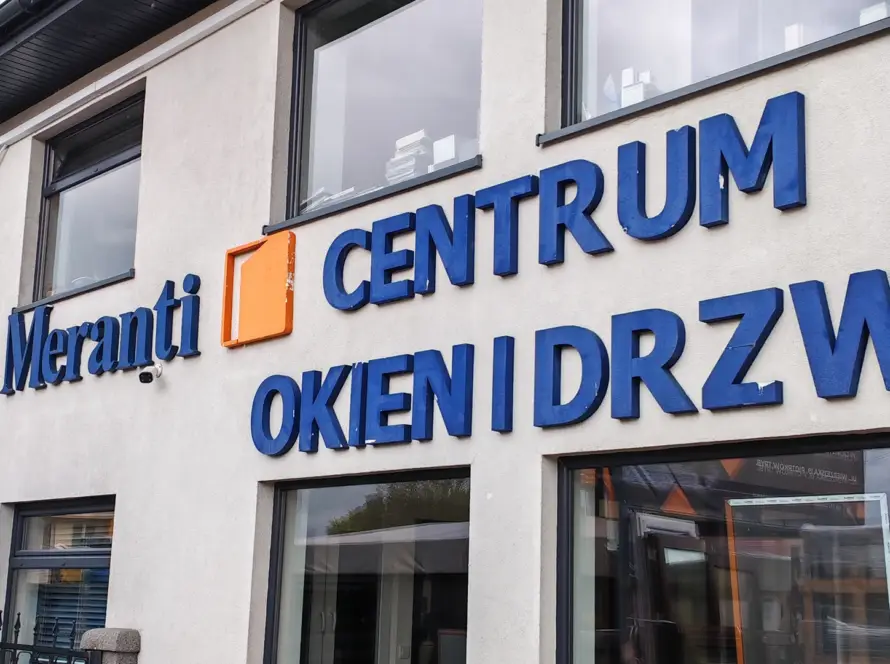 Meranti
CENTRUM
OKIEN I DRZW